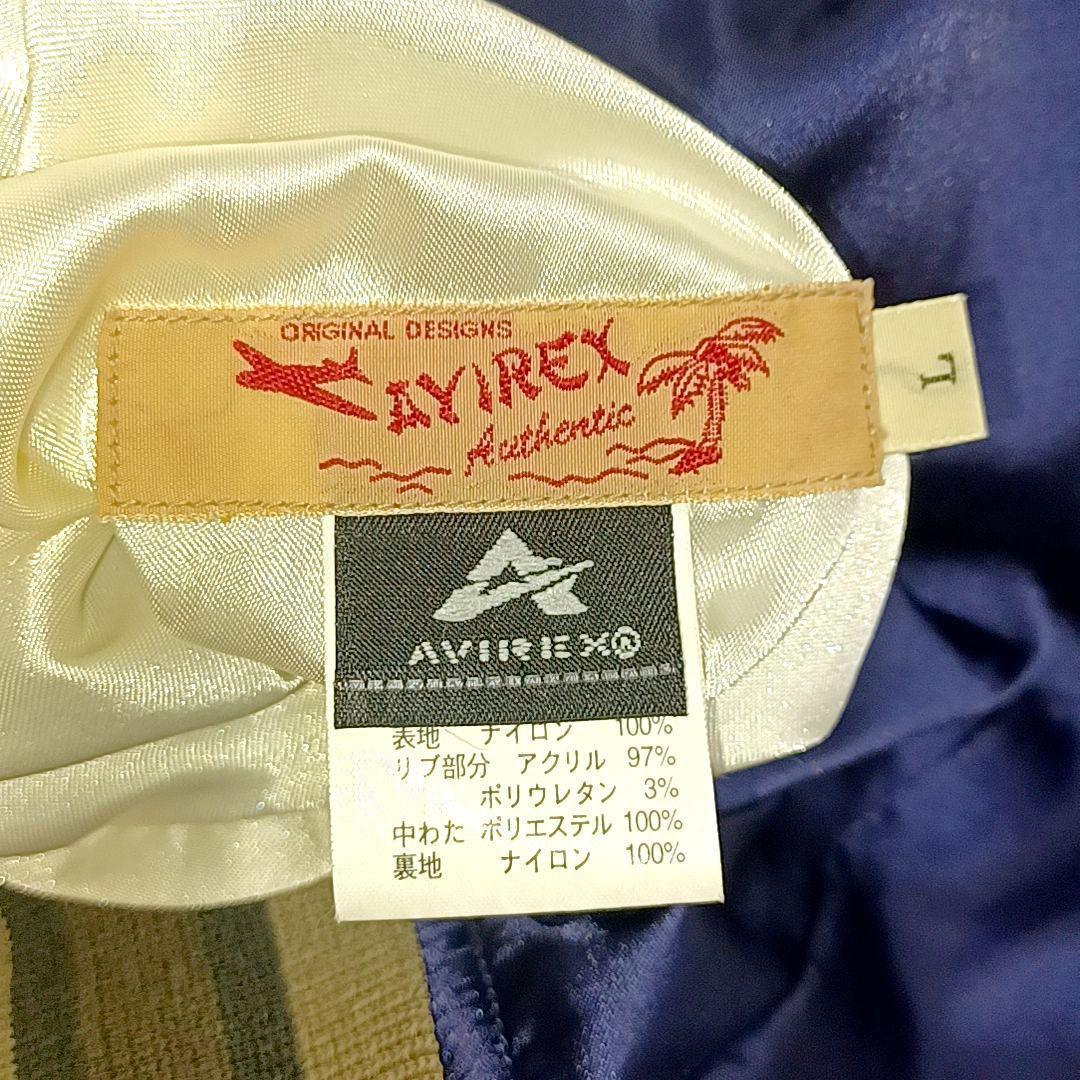 ORIGINAL DESIGNS
AVIREX
Authentic
L
AVIREX®
表地 ナイロン 100%
リブ部分 アクリル 97%
ポリウレタン 3%
中わた ポリエステル 100%
裏地 ナイロン 100%